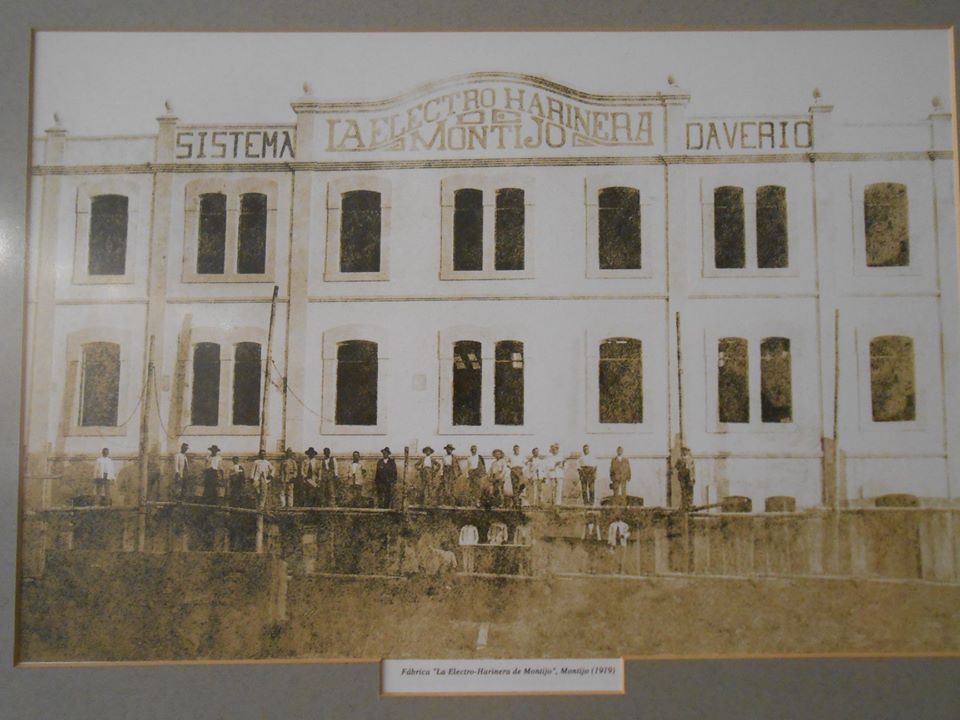 LA ELECTRO HARINERA
DE
SISTEMA MONTIJO DAVERIO
Fábrica "La Electro-Harinera de Montijo", Montijo (1919)